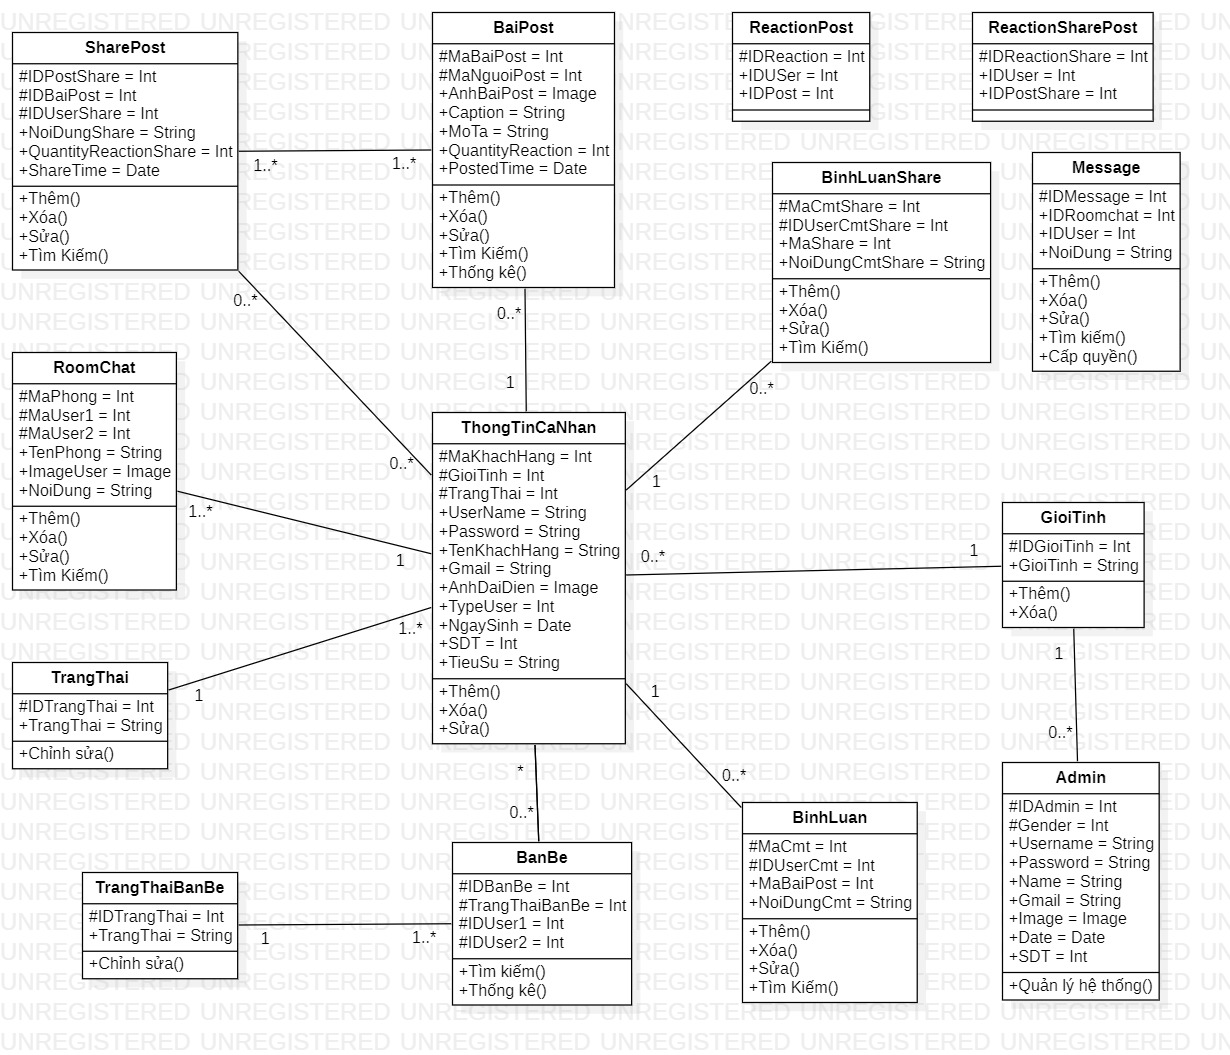 SharePost
#IDPostShare = Int
#IDBaiPost = Int
#IDUserShare = Int
+NoiDungShare = String
+QuantityReactionShare = Int
+ShareTime = Date
+Thêm()
+Xóa()
+Sửa()
+Tìm Kiếm()
1..*
1..*
BaiPost
#MaBaiPost = Int
#MaNguoiPost = Int
+AnhBaiPost = Image
+Caption = String
+MoTa = String
+QuantityReaction = Int
+PostedTime = Date
+Thêm()
+Xóa()
+Sửa()
+Tìm Kiếm()
+Thống kê()
ReactionPost
#IDReaction = Int
+IDUSer = Int
+IDPost = Int
ReactionSharePost
#IDReactionShare = Int
+IDUser = Int
+IDPostShare = Int
BinhLuanShare
#MaCmtShare = Int
#IDUserCmtShare = Int
+MaShare = Int
+NoiDungCmtShare = String
+Thêm()
+Xóa()
+Sửa()
+Tìm Kiếm()
Message
#IDMessage = Int
+IDRoomchat = Int
+IDUser = Int
+NoiDung = String
+Thêm()
+Xóa()
+Sửa()
+Tìm kiếm()
+Cấp quyền()
0..*
0..*
0..*
1
0..*
1
RoomChat
#MaPhong = Int
#MaUser1 = Int
#MaUser2 = Int
+TenPhong = String
+ImageUser = Image
+NoiDung = String
+Thêm()
+Xóa()
+Sửa()
+Tìm Kiếm()
1..*
1
ThongTinCaNhan
#MaKhachHang = Int
#GioiTinh = Int
#TrangThai = Int
+UserName = String
+Password = String
+TenKhachHang = String
+Gmail = String
+AnhDaiDien = Image
+TypeUser = Int
+NgaySinh = Date
+SDT = Int
+TieuSu = String
+Thêm()
+Xóa()
+Sửa()
0..*
1
GioiTinh
#IDGioiTinh = Int
+GioiTinh = String
+Thêm()
+Xóa()
1..*
1
TrangThai
#IDTrangThai = Int
+TrangThai = String
+Chỉnh sửa()
1
0..*
1
0..*
*
0..*
TrangThaiBanBe
#IDTrangThai = Int
+TrangThai = String
+Chỉnh sửa()
1
1..*
BanBe
#IDBanBe = Int
#TrangThaiBanBe = Int
#IDUser1 = Int
#IDUser2 = Int
+Tìm kiếm()
+Thống kê()
BinhLuan
#MaCmt = Int
#IDUserCmt = Int
+MaBaiPost = Int
+NoiDungCmt = String
+Thêm()
+Xóa()
+Sửa()
+Tìm Kiếm()
Admin
#IDAdmin = Int
#Gender = Int
+Username = String
+Password = String
+Name = String
+Gmail = String
+Image = Image
+Date = Date
+SDT = Int
+Quản lý hệ thống()
UNREGISTERED